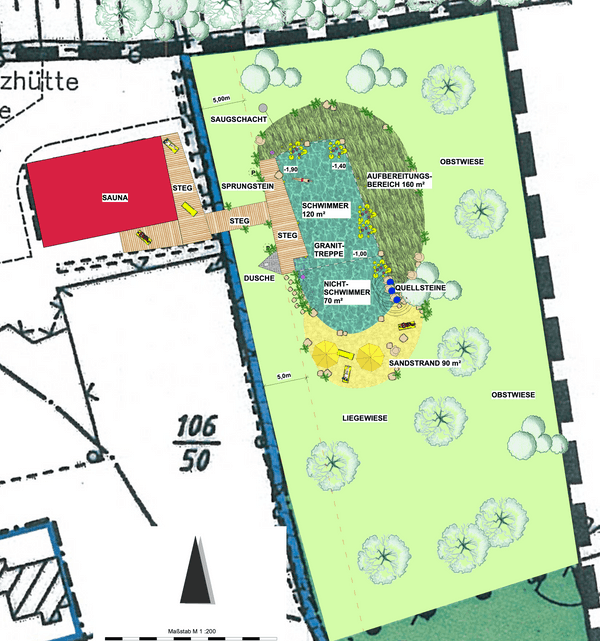 zhütte
e
5,00m
SAUGSCHACHT
OBSTWIESE
-1,90
-1,40
AUFBEREITUNGS-
BEREICH 160 m²
STEG
SPRUNGSTEIN
SAUNA
SCHWIMMER
120 m²
STEG
STEG
GRANIT-
TREPPE
-1,00
DUSCHE
NICHT-
SCHWIMMER
70 m²
QUELLSTEINE
SANDSTRAND 90 m²
5,0m
OBSTWIESE
LIEGEWIESE
106
50
Maßstab M 1 :200